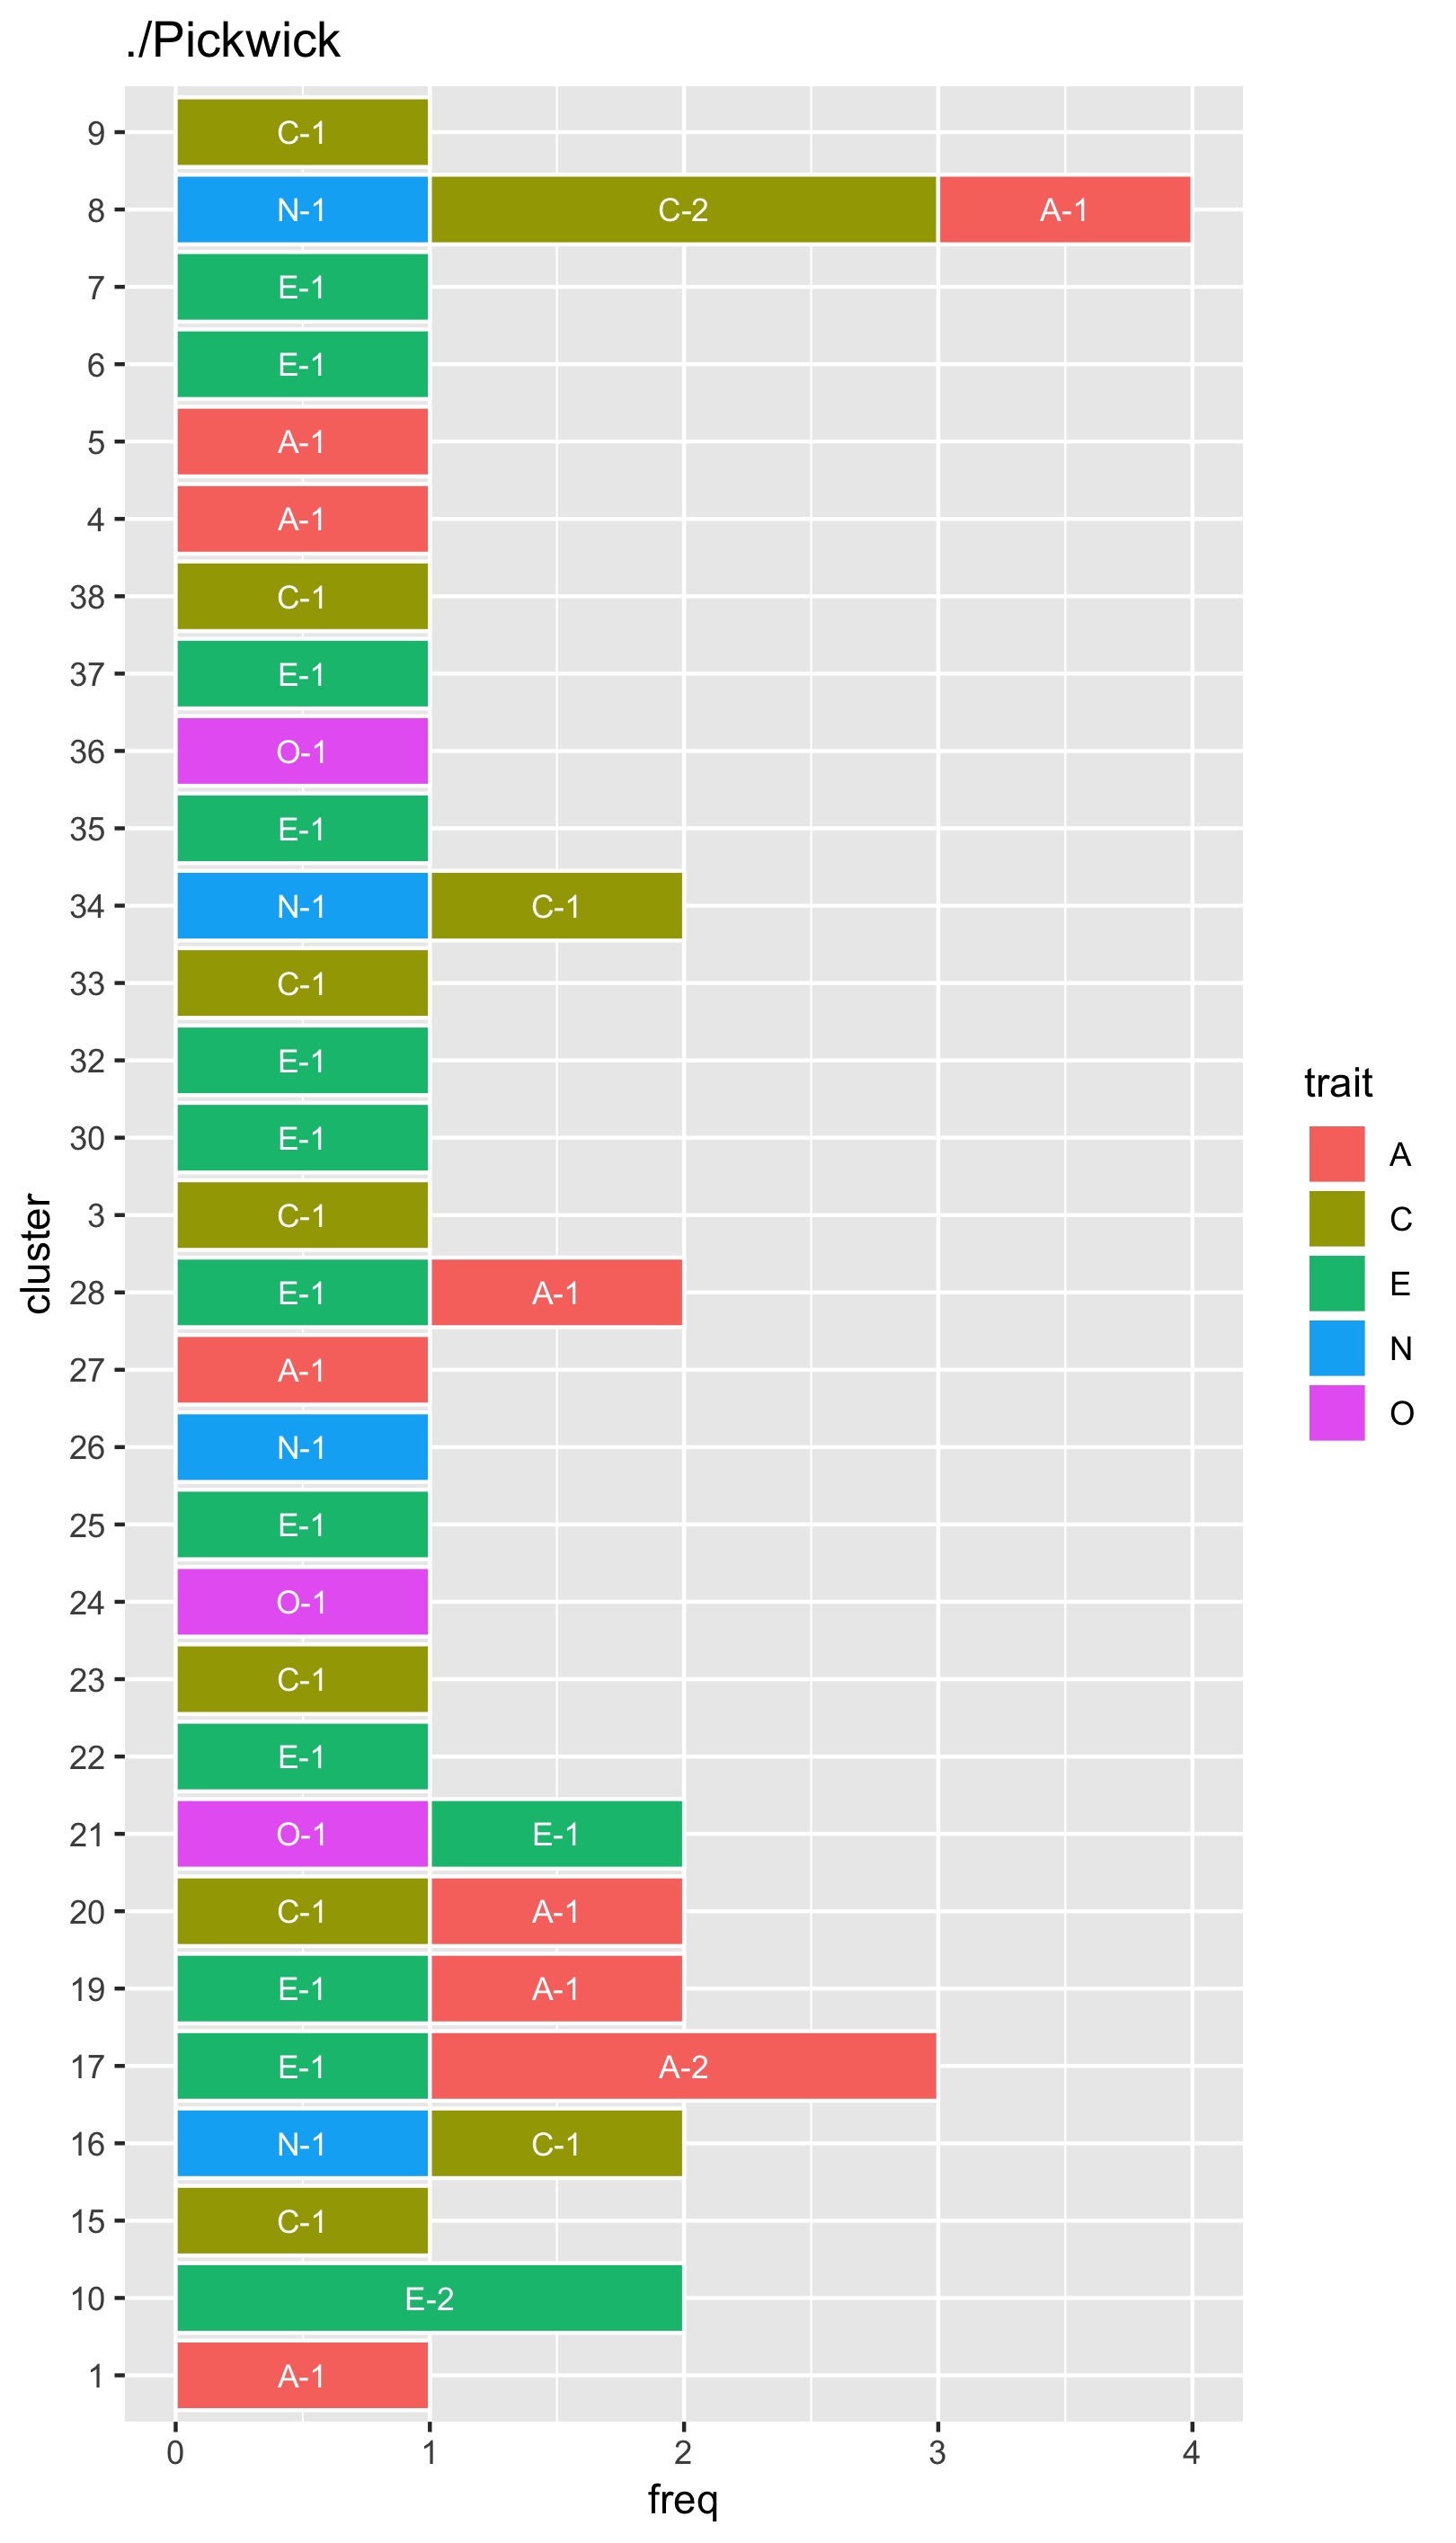 ./Pickwick
9 C-1
8 N-1 C-2 A-1
7 E-1
6 E-1
5 A-1
4 A-1
38 C-1
37 E-1
36 O-1
35 E-1
34 N-1 C-1
33 C-1
32 E-1
30 E-1
3 C-1
28 E-1 A-1
27 A-1
26 N-1
25 E-1
24 O-1
23 C-1
22 E-1
21 O-1 E-1
20 C-1 A-1
19 E-1 A-1
17 E-1 A-2
16 N-1 C-1
15 C-1
10 E-2
1 A-1
0 1 2 3 4
freq
cluster
trait
A
C
E
N
O